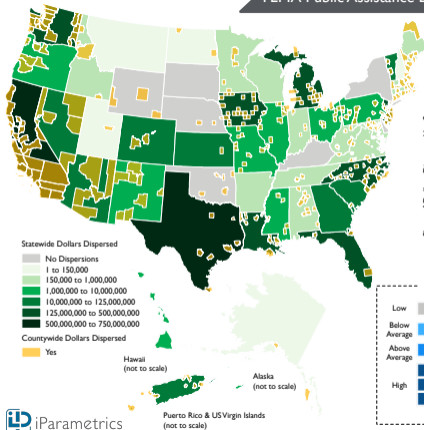 FEMA Public Assistance
Statewide Dollars Dispersed
No Dispersions
1 to 150,000
150,000 to 1,000,000
1,000,000 to 10,000,000
10,000,000 to 125,000,000
125,000,000 to 500,000,000
500,000,000 to 750,000,000
Countywide Dollars Dispersed
Yes
Hawaii
(not to scale)
Alaska
(not to scale)
Puerto Rico & US Virgin Islands
(not to scale)
Low
Below
Average
Above
Average
High
iParametrics